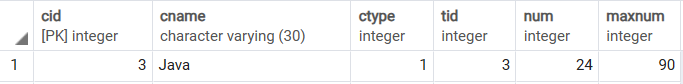 cid cname ctype tid num maxnum
[PK] integer character varying (30) integer integer integer integer
1 3 Java 1 3 24 90